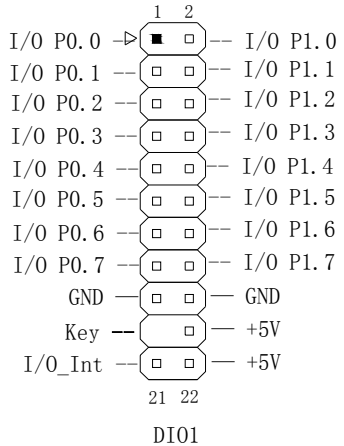 1 2
I/O P0.0 I/O P1.0
I/O P0.1 I/O P1.1
I/O P0.2 I/O P1.2
I/O P0.3 I/O P1.3
I/O P0.4 I/O P1.4
I/O P0.5 I/O P1.5
I/O P0.6 I/O P1.6
I/O P0.7 I/O P1.7
GND GND
Key +5V
I/O_Int +5V
21 22
DIO1